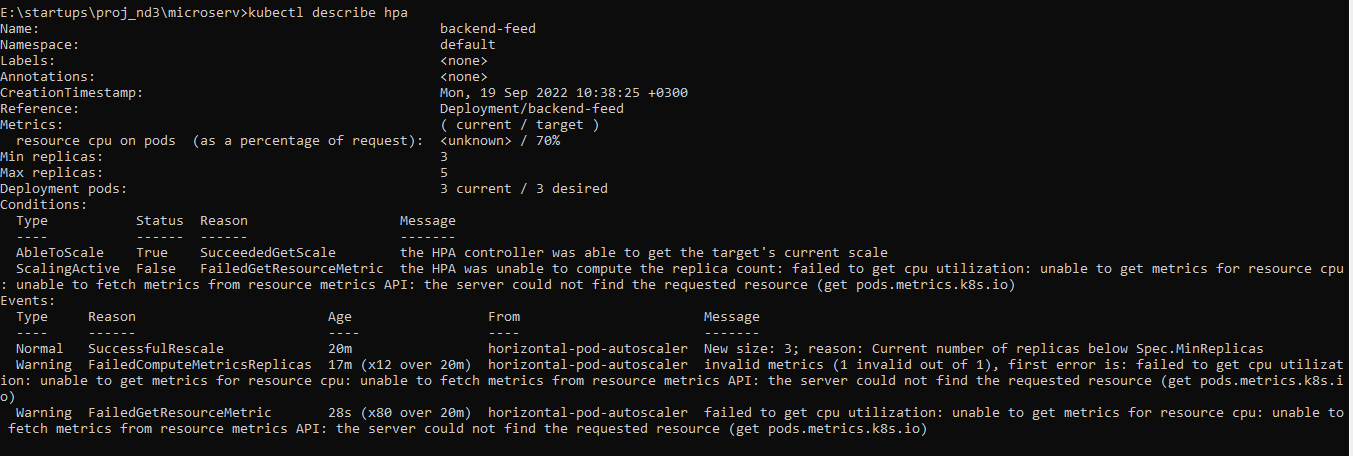 E:\startups\proj_nd3\microserv>kubectl describe hpa
Name: backend-feed
Namespace: default
Labels: <none>
Annotations: <none>
CreationTimestamp: Mon, 19 Sep 2022 10:38:25 +0300
Reference: Deployment/backend-feed
Metrics: ( current / target )
  resource cpu on pods  (as a percentage of request): <unknown> / 70%
Min replicas: 3
Max replicas: 5
Deployment pods: 3 current / 3 desired
Conditions:
  Type Status Reason Message
  ---- ------ ------ -------
  AbleToScale True SucceededGetScale the HPA controller was able to get the target's current scale
  ScalingActive False FailedGetResourceMetric the HPA was unable to compute the replica count: failed to get cpu utilization: unable to get metrics for resource cpu
: unable to fetch metrics from resource metrics API: the server could not find the requested resource (get pods.metrics.k8s.io)
Events:
  Type Reason Age From Message
  ---- ------ ---- ---- -------
  Normal SuccessfulRescale 20m horizontal-pod-autoscaler New size: 3; reason: Current number of replicas below Spec.MinReplicas
  Warning FailedComputeMetricsReplicas 17m (x12 over 20m) horizontal-pod-autoscaler invalid metrics (1 invalid out of 1), first error is: failed to get cpu utilizat
ion: unable to get metrics for resource cpu: unable to fetch metrics from resource metrics API: the server could not find the requested resource (get pods.metrics.k8s.i
o)
  Warning FailedGetResourceMetric 28s (x80 over 20m) horizontal-pod-autoscaler failed to get cpu utilization: unable to get metrics for resource cpu: unable to
 fetch metrics from resource metrics API: the server could not find the requested resource (get pods.metrics.k8s.io)